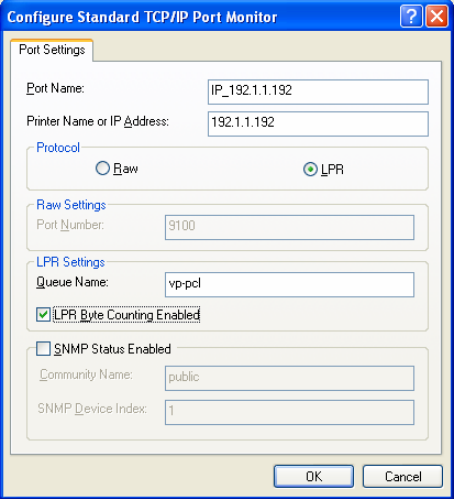 Configure Standard TCP/IP Port Monitor
Port Settings
Port Name: IP_192.1.1.192
Printer Name or IP Address: 192.1.1.192
Protocol
Raw LPR
Raw Settings
Port Number: 9100
LPR Settings
Queue Name: vp-pcl
LPR Byte Counting Enabled
SNMP Status Enabled
Community Name: public
SNMP Device Index: 1
OK Cancel